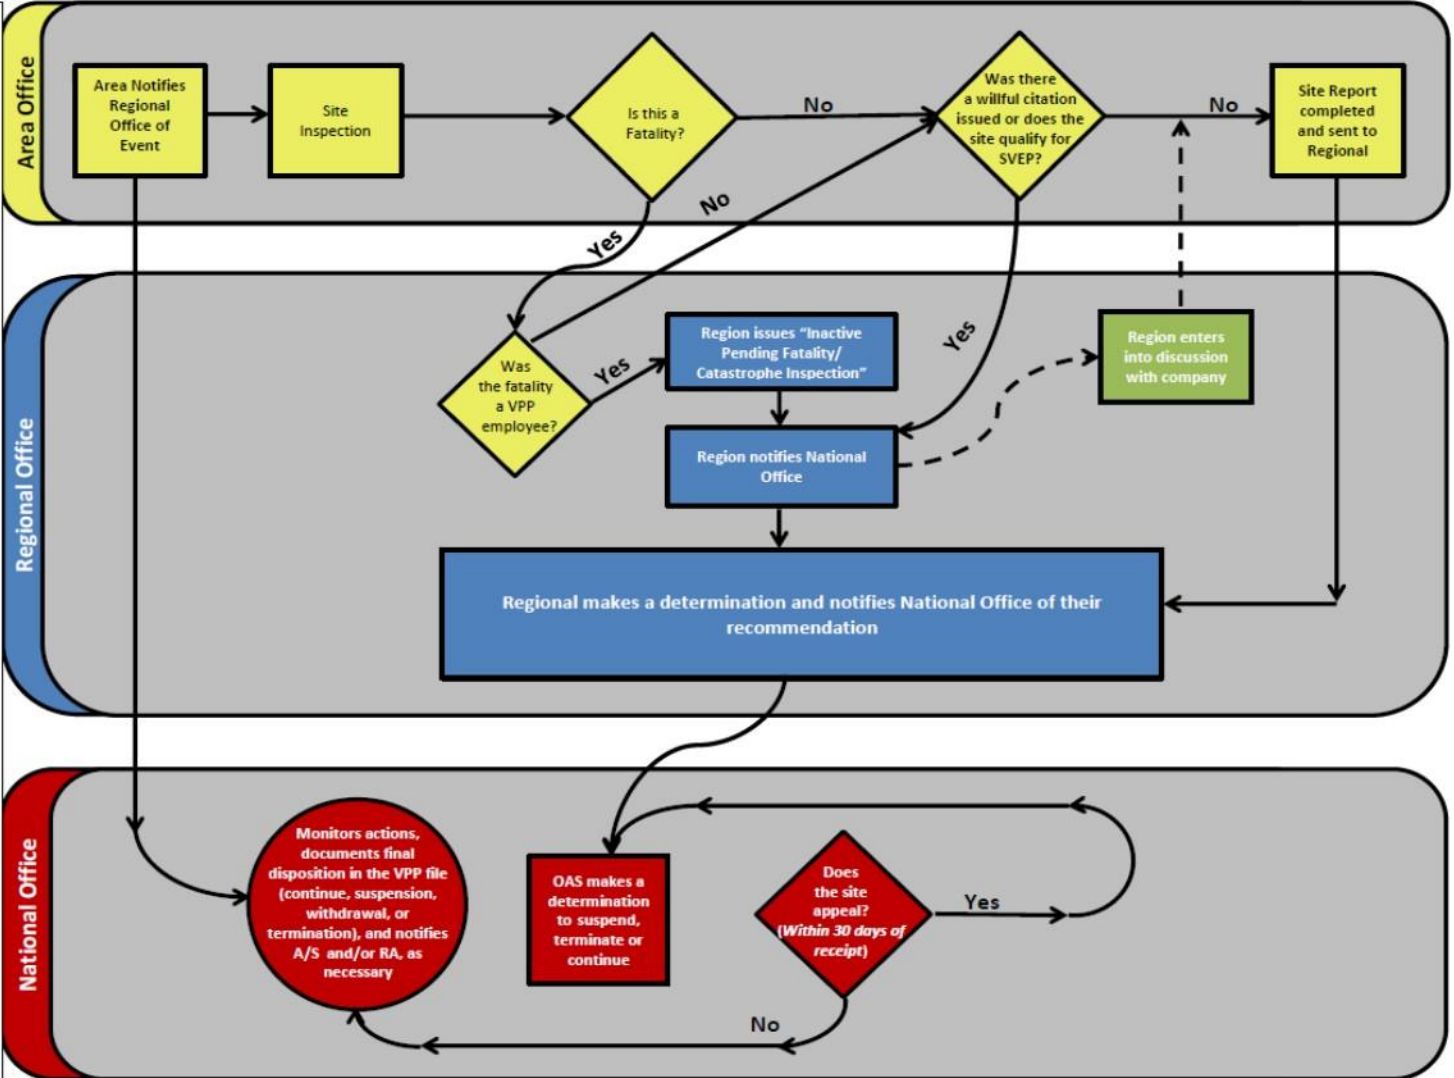 Area Office
Area Notifies
Regional
Office of
Event
Site
Inspection
Is this a
Fatality?
No
Was there
a willful citation
issued or does the
site qualify for
SVEP?
No
Site Report
completed
and sent to
Regional
Yes
No
Regional Office
Was
the fatality
a VPP
employee?
Yes
Region issues “Inactive
Pending Fatality/
Catastrophe Inspection”
Yes
Region enters
into discussion
with company
Region notifies National
Office
Regional makes a determination and notifies National Office of their
recommendation
National Office
Monitors actions,
documents final
disposition in the VPP file
(continue, suspension,
withdrawal, or
termination), and notifies
A/S and/or RA, as
necessary
OAS makes a
determination
to suspend,
terminate or
continue
Does
the site
appeal?
(Within 30 days of
receipt)
Yes
No